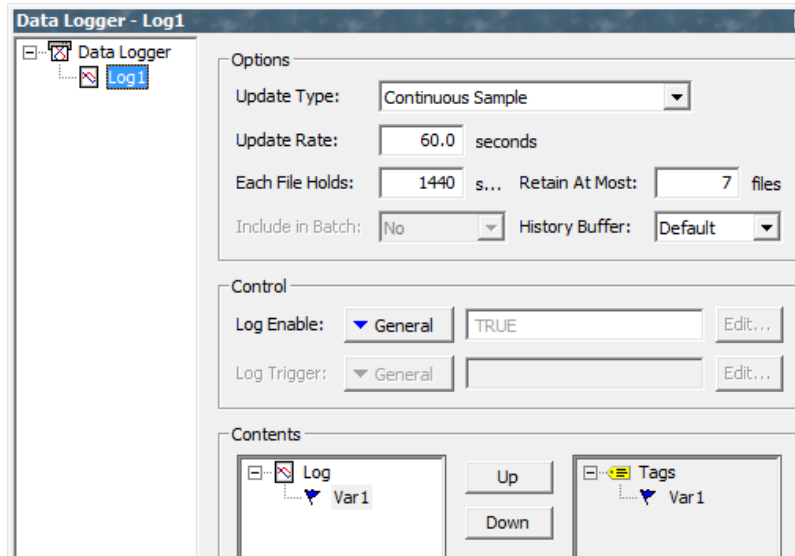 Data Logger - Log1
Data Logger
Log1
Options
Update Type: Continuous Sample
Update Rate: 60.0 seconds
Each File Holds: 1440 s... Retain At Most: 7 files
Include in Batch: No History Buffer: Default
Control
Log Enable: General TRUE Edit...
Log Trigger: General Edit...
Contents
Log Up Tags
Var1 Var1
Down